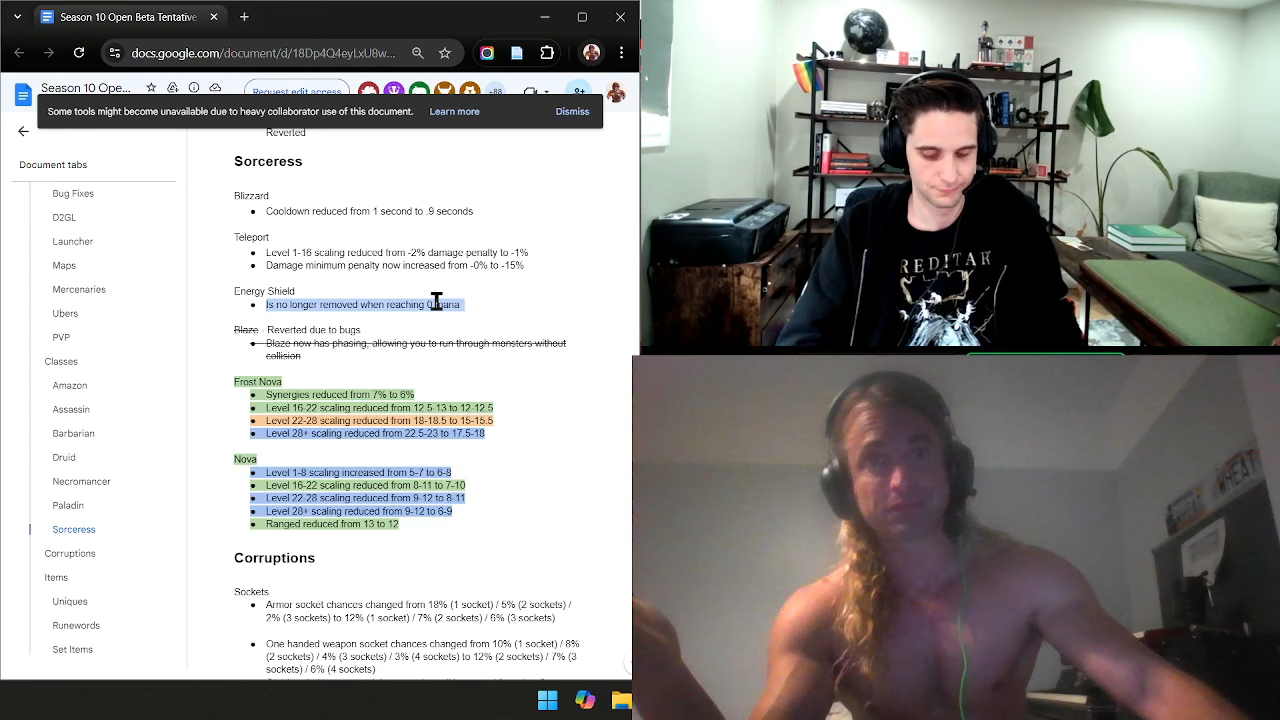 Season 10 Open Beta Tentative
docs.google.com/document/d/18Dp4Q4eyLxU8w...
Season 10 Ope...
Request edit access
Some tools might become unavailable due to heavy collaborator use of this document.
Learn more
Dismiss
Document tabs
Bug Fixes
D2GL
Launcher
Maps
Mercenaries
Ubers
PVP
Classes
Amazon
Assassin
Barbarian
Druid
Necromancer
Paladin
Sorceress
Corruptions
Items
Uniques
Runewords
Set Items
Reverted
Sorceress
Blizzard
Cooldown reduced from 1 second to .9 seconds
Teleport
Level 1-16 scaling reduced from -2% damage penalty to -1%
Damage minimum penalty now increased from -0% to -15%
Energy Shield
Is no longer removed when reaching 0 mana
Blaze - Reverted due to bugs
Blaze now has phasing, allowing you to run through monsters without
collision
Frost Nova
Synergies reduced from 7% to 6%
Level 16-22 scaling reduced from 12.5-13 to 12-12.5
Level 22-28 scaling reduced from 18-18.5 to 15-15.5
Level 28+ scaling reduced from 22.5-23 to 17.5-18
Nova
Level 1-8 scaling increased from 5-7 to 6-8
Level 16-22 scaling reduced from 8-11 to 7-10
Level 22-28 scaling reduced from 9-12 to 8-11
Level 28+ scaling reduced from 9-12 to 6-9
Ranged reduced from 13 to 12
Corruptions
Sockets
Armor socket chances changed from 18% (1 socket) / 5% (2 sockets) /
2% (3 sockets) to 12% (1 socket) / 7% (2 sockets) / 6% (3 sockets)
One handed weapon socket chances changed from 10% (1 socket) / 8%
(2 sockets) / 4% (3 sockets) / 3% (4 sockets) to 12% (2 sockets) / 7% (3
sockets) / 6% (4 sockets)
REDITAR